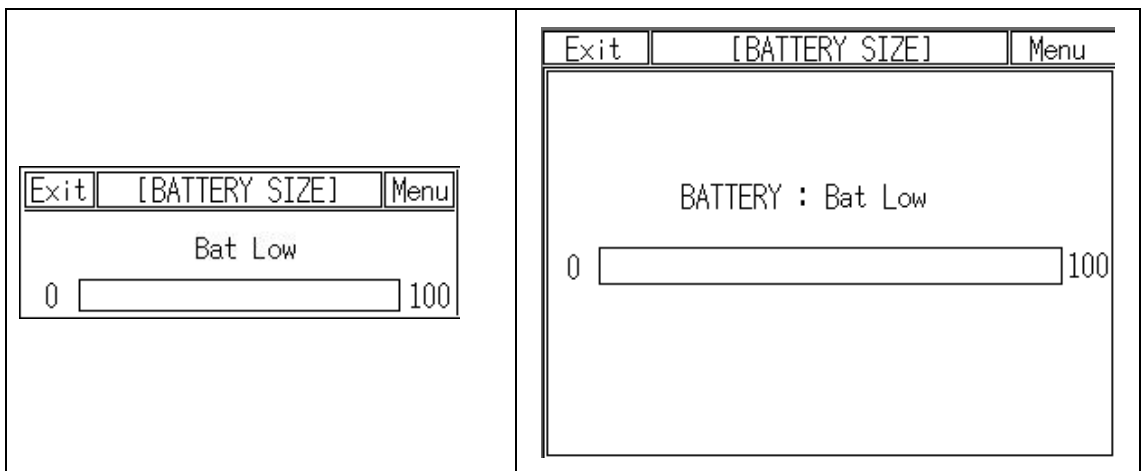 Exit [BATTERY SIZE] Menu
Bat Low
0 100
Exit [BATTERY SIZE] Menu
BATTERY : Bat Low
0 100